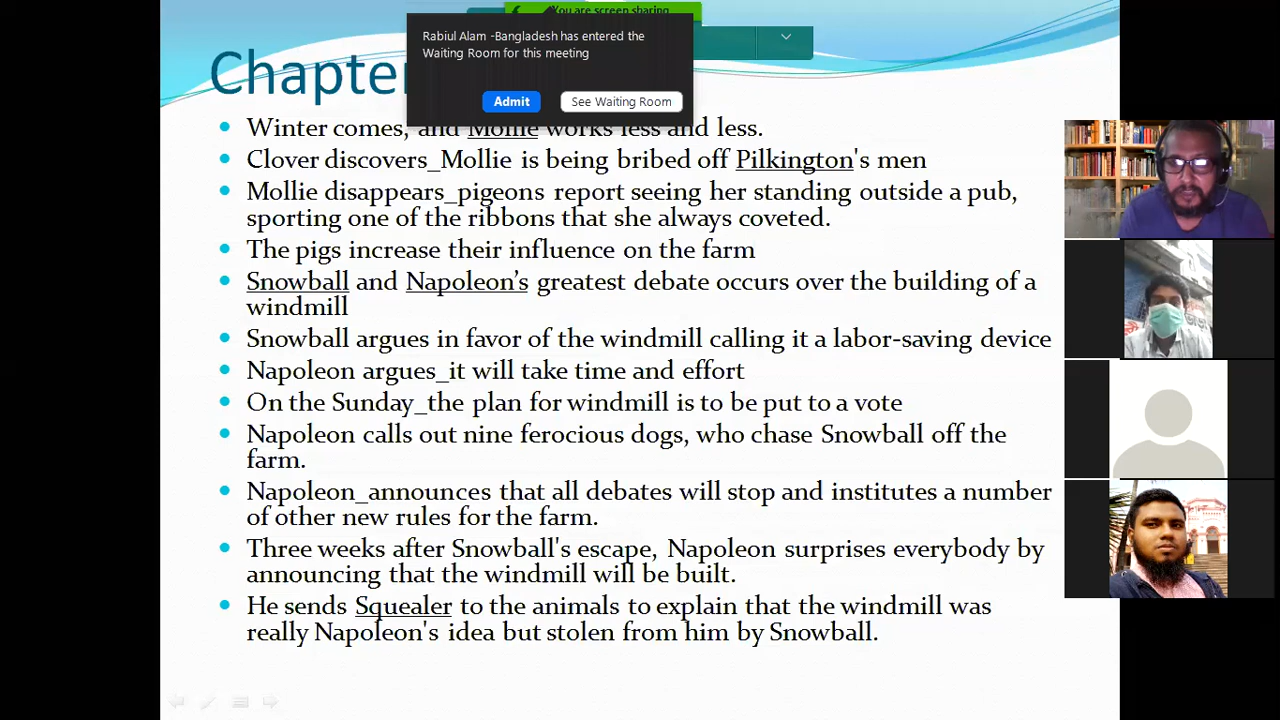 You are screen sharing
Rabiul Alam -Bangladesh has entered the
Waiting Room for this meeting
Admit
See Waiting Room
Chapte
Winter comes, and Mollie works less and less.
Clover discovers_Mollie is being bribed off Pilkington's men
Mollie disappears_pigeons report seeing her standing outside a pub,
sporting one of the ribbons that she always coveted.
The pigs increase their influence on the farm
Snowball and Napoleon’s greatest debate occurs over the building of a
windmill
Snowball argues in favor of the windmill calling it a labor-saving device
Napoleon argues_it will take time and effort
On the Sunday_the plan for windmill is to be put to a vote
Napoleon calls out nine ferocious dogs, who chase Snowball off the
farm.
Napoleon_announces that all debates will stop and institutes a number
of other new rules for the farm.
Three weeks after Snowball's escape, Napoleon surprises everybody by
announcing that the windmill will be built.
He sends Squealer to the animals to explain that the windmill was
really Napoleon's idea but stolen from him by Snowball.